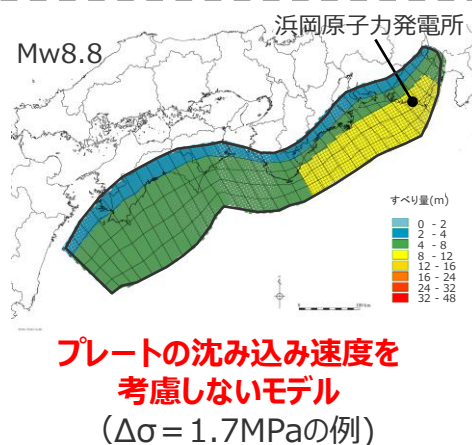 浜岡原子力発電所
Mw8.8
すべり量(m)
0 - 2
2 - 4
4 - 8
8 - 12
12 - 16
16 - 24
24 - 32
32 - 48
プレートの沈み込み速度を
考慮しないモデル
（Δσ＝1.7MPaの例)